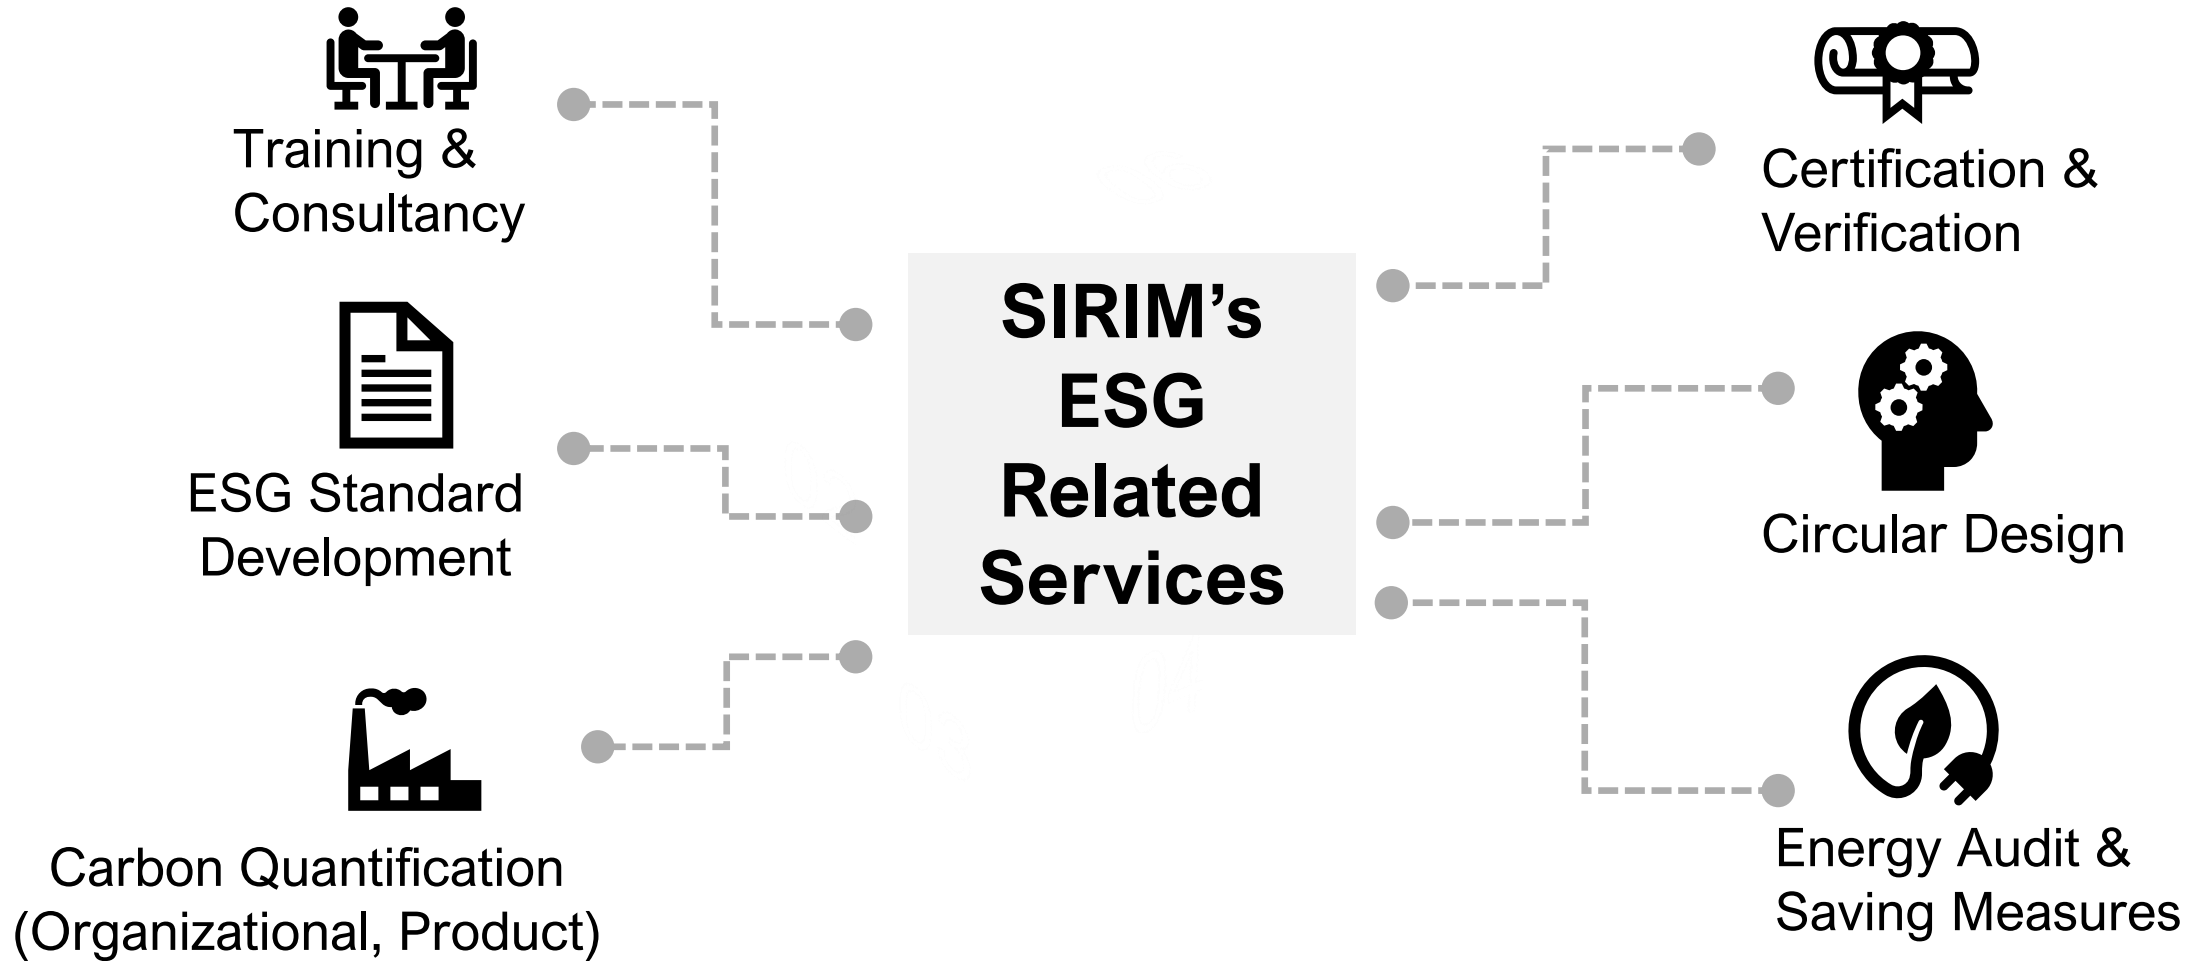 Training &
Consultancy
ESG Standard
Development
Carbon Quantification
(Organizational, Product)
SIRIM’s
ESG
Related
Services
Certification &
Verification
Circular Design
Energy Audit &
Saving Measures